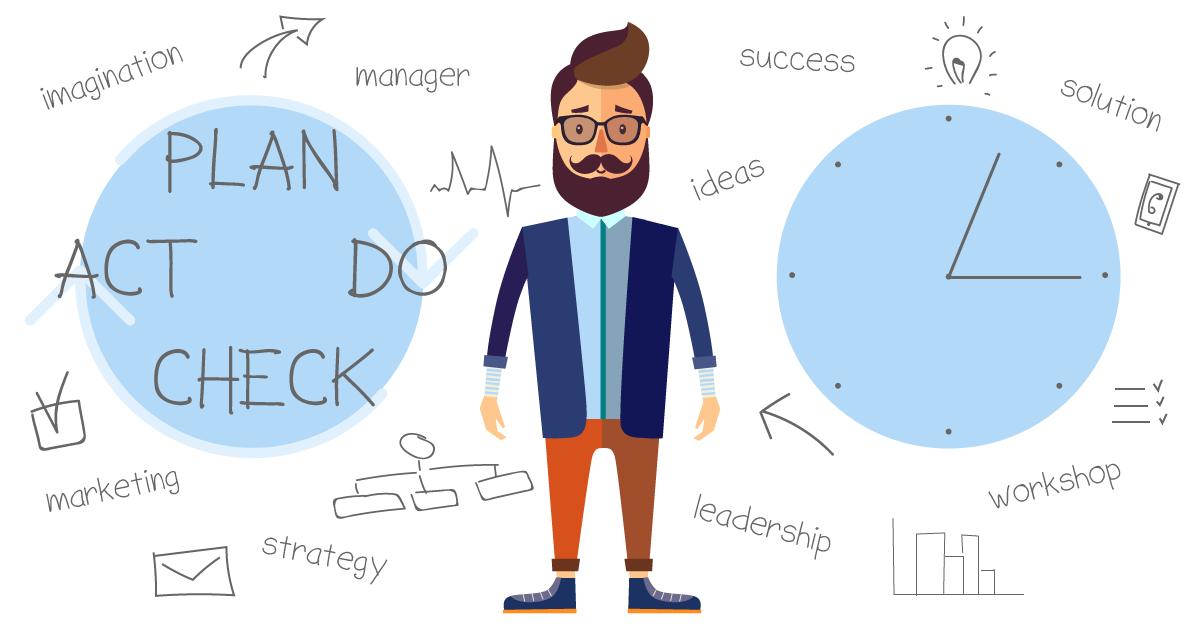 imagination
manager
success
solution
PLAN
ideas
ACT
DO
CHECK
marketing
strategy
leadership
workshop